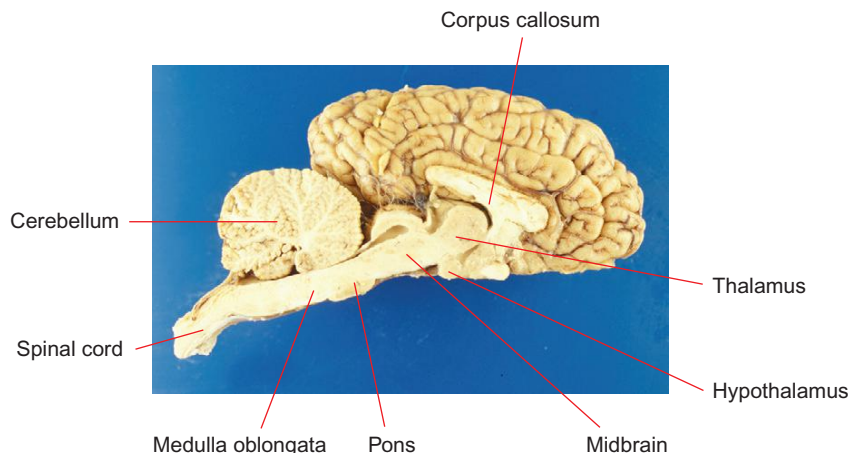 Corpus callosum
Cerebellum
Thalamus
Spinal cord
Hypothalamus
Medulla oblongata
Pons
Midbrain